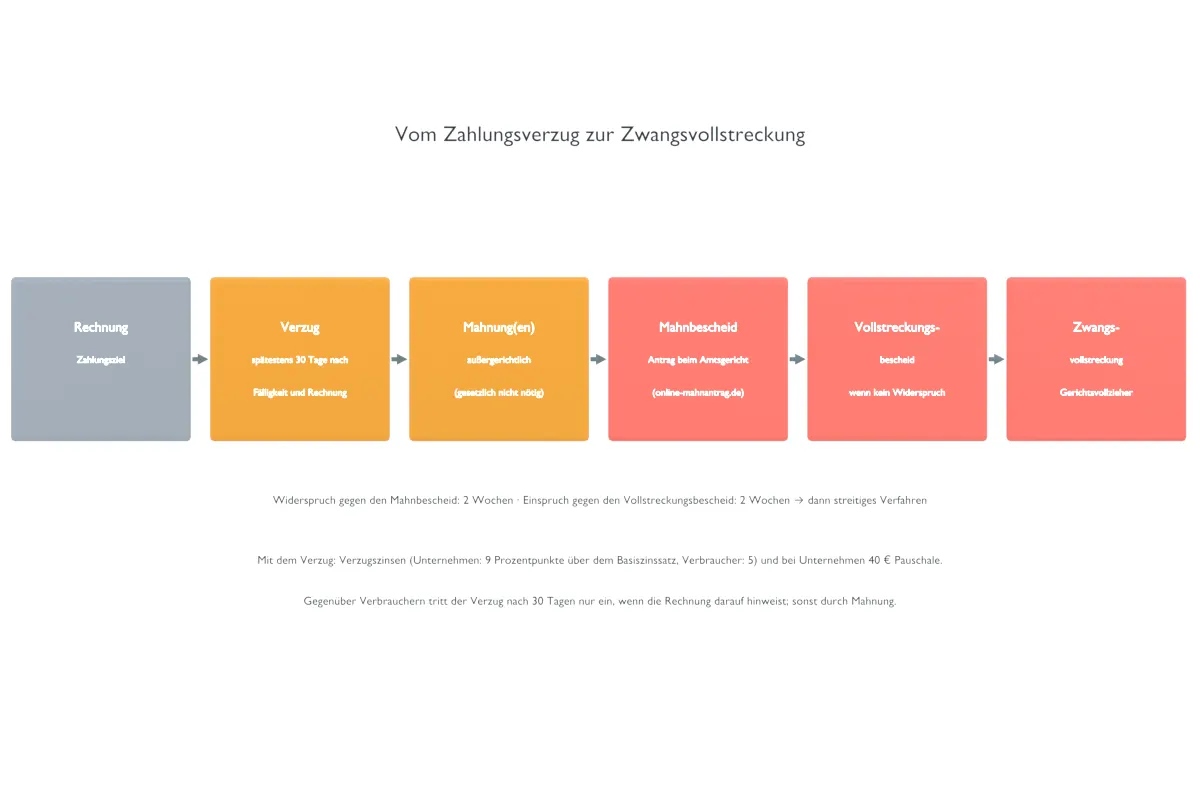 Vom Zahlungsverzug zur Zwangsvollstreckung
Rechnung
Zahlungsziel
Verzug
spätestens 30 Tage nach
Fälligkeit und Rechnung
Mahnung(en)
außergerichtlich
(gesetzlich nicht nötig)
Mahnbescheid
Antrag beim Amtsgericht
(online-mahnantrag.de)
Vollstreckungs-
bescheid
wenn kein Widerspruch
Zwangs-
vollstreckung
Gerichtsvollzieher
Widerspruch gegen den Mahnbescheid: 2 Wochen · Einspruch gegen den Vollstreckungsbescheid: 2 Wochen → dann streitiges Verfahren
Mit dem Verzug: Verzugszinsen (Unternehmen: 9 Prozentpunkte über dem Basiszinssatz, Verbraucher: 5) und bei Unternehmen 40 € Pauschale.
Gegenüber Verbrauchern tritt der Verzug nach 30 Tagen nur ein, wenn die Rechnung darauf hinweist; sonst durch Mahnung.